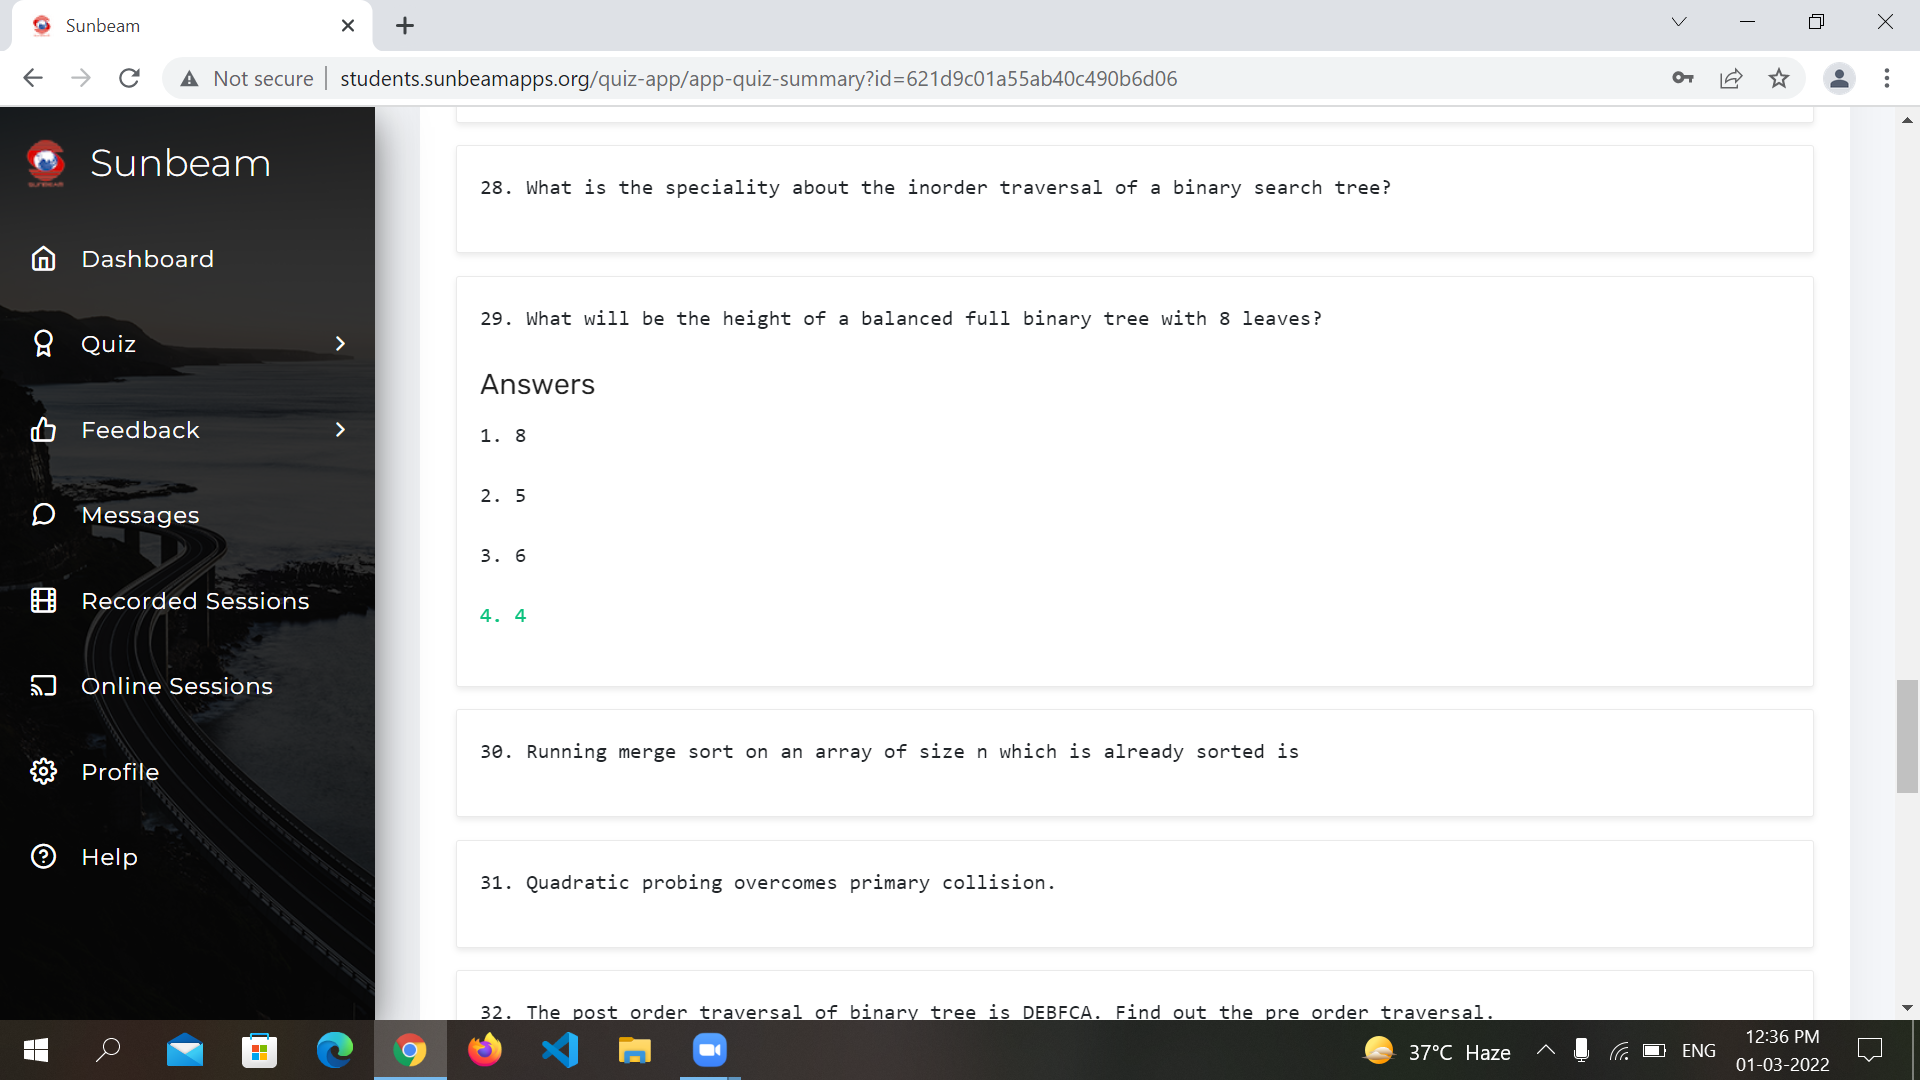 Sunbeam
Not secure
students.sunbeamapps.org/quiz-app/app-quiz-summary?id=621d9c01a55ab40c490b6d06
Sunbeam
Dashboard
Quiz
Feedback
Messages
Recorded Sessions
Online Sessions
Profile
Help
28. What is the speciality about the inorder traversal of a binary search tree?
29. What will be the height of a balanced full binary tree with 8 leaves?
Answers
1. 8
2. 5
3. 6
4. 4
30. Running merge sort on an array of size n which is already sorted is
31. Quadratic probing overcomes primary collision.
32. The post order traversal of binary tree is DEBFCA. Find out the pre order traversal.
37°C Haze
ENG
12:36 PM
01-03-2022